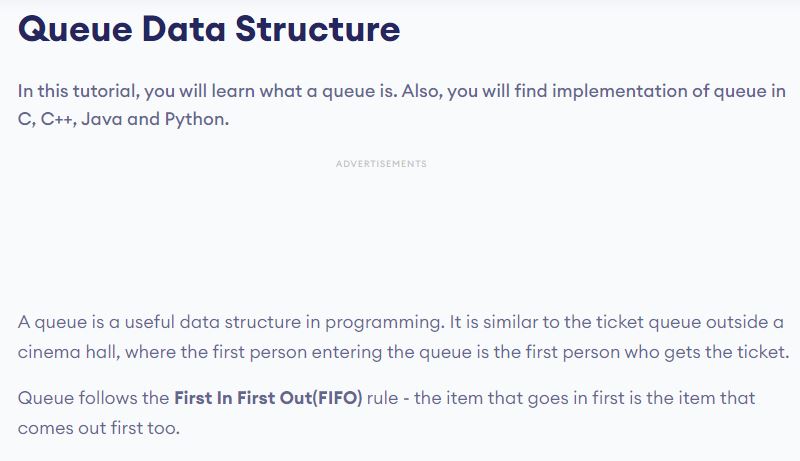 Queue Data Structure
In this tutorial, you will learn what a queue is. Also, you will find implementation of queue in
C, C++, Java and Python.
ADVERTISEMENTS
A queue is a useful data structure in programming. It is similar to the ticket queue outside a
cinema hall, where the first person entering the queue is the first person who gets the ticket.
Queue follows the First In First Out(FIFO) rule - the item that goes in first is the item that
comes out first too.